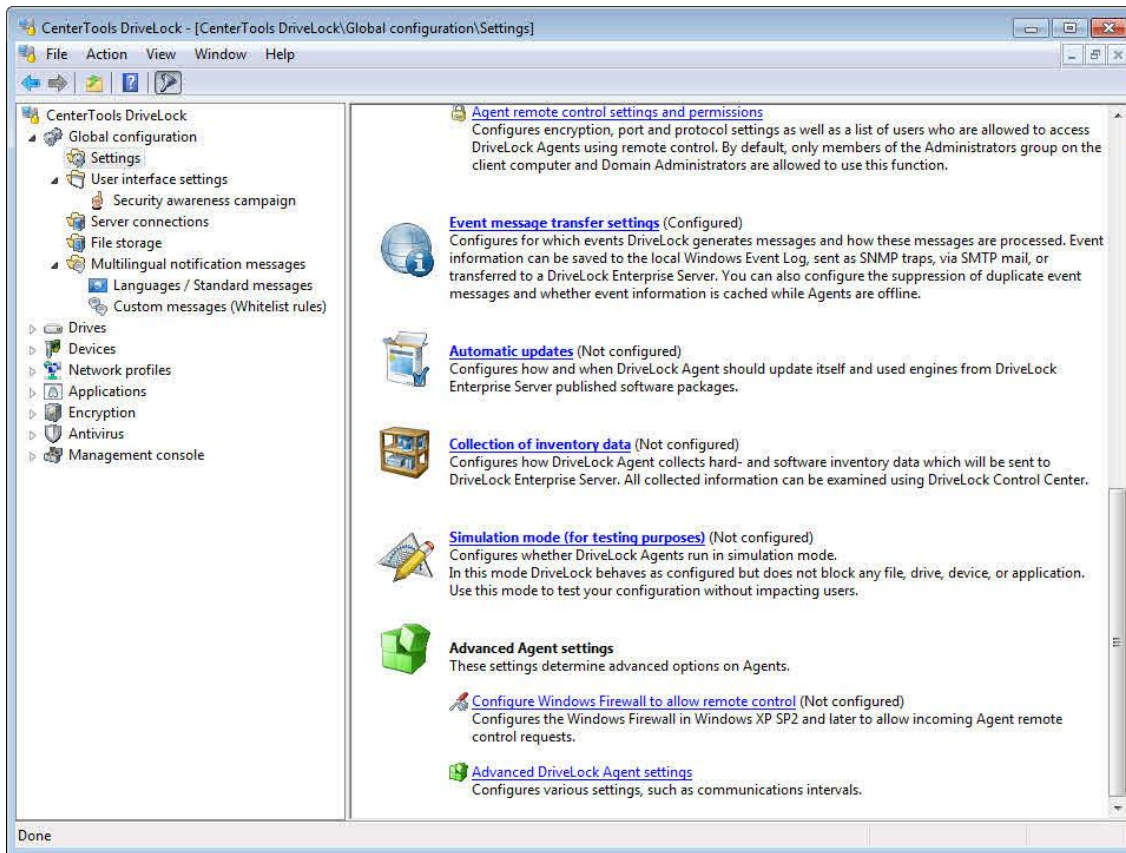 CenterTools DriveLock - [CenterTools DriveLock\Global configuration\Settings]
File Action View Window Help
CenterTools DriveLock
Global configuration
Settings
User interface settings
Security awareness campaign
Server connections
File storage
Multilingual notification messages
Languages / Standard messages
Custom messages (Whitelist rules)
Drives
Devices
Network profiles
Applications
Encryption
Antivirus
Management console
Agent remote control settings and permissions
Configures encryption, port and protocol settings as well as a list of users who are allowed to access
DriveLock Agents using remote control. By default, only members of the Administrators group on the
client computer and Domain Administrators are allowed to use this function.
Event message transfer settings (Configured)
Configures for which events DriveLock generates messages and how these messages are processed. Event
information can be saved to the local Windows Event Log, sent as SNMP traps, via SMTP mail, or
transferred to a DriveLock Enterprise Server. You can also configure the suppression of duplicate event
messages and whether event information is cached while Agents are offline.
Automatic updates (Not configured)
Configures how and when DriveLock Agent should update itself and used engines from DriveLock
Enterprise Server published software packages.
Collection of inventory data (Not configured)
Configures how DriveLock Agent collects hard- and software inventory data which will be sent to
DriveLock Enterprise Server. All collected information can be examined using DriveLock Control Center.
Simulation mode (for testing purposes) (Not configured)
Configures whether DriveLock Agents run in simulation mode.
In this mode DriveLock behaves as configured but does not block any file, drive, device, or application.
Use this mode to test your configuration without impacting users.
Advanced Agent settings
These settings determine advanced options on Agents.
Configure Windows Firewall to allow remote control (Not configured)
Configures the Windows Firewall in Windows XP SP2 and later to allow incoming Agent remote
control requests.
Advanced DriveLock Agent settings
Configures various settings, such as communications intervals.
Done